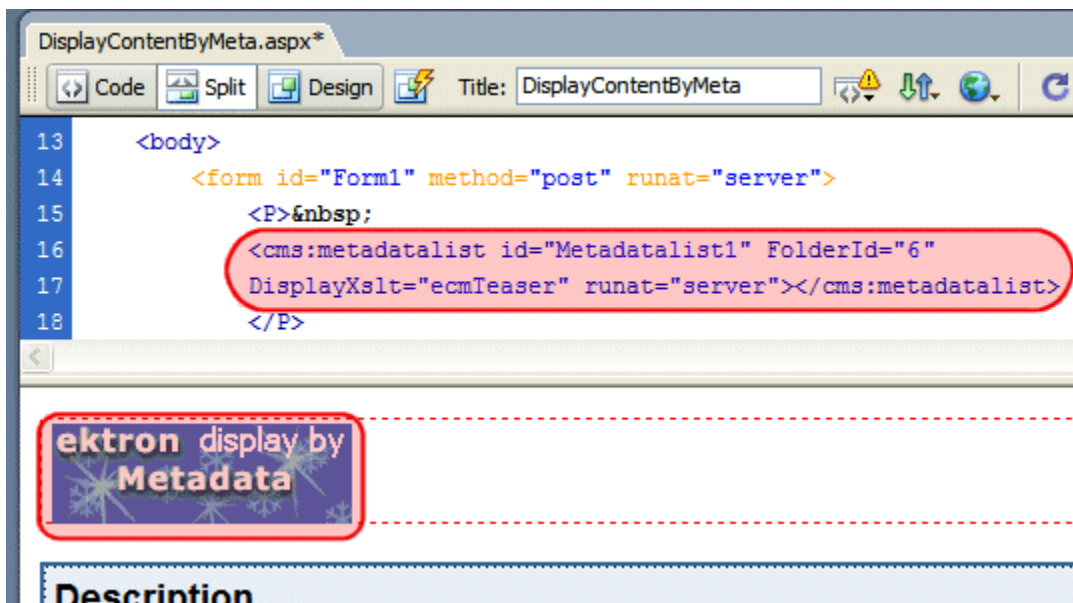 DisplayContentByMeta.aspx*
Code Split Design Title: DisplayContentByMeta
13 <body>
14 <form id="Form1" method="post" runat="server">
15 <P>&nbsp;
16 <cms:metadatalist id="Metadatalist1" FolderId="6"
17 DisplayXslt="ecmTeaser" runat="server"></cms:metadatalist>
18 </P>
ektron display by
Metadata
Description